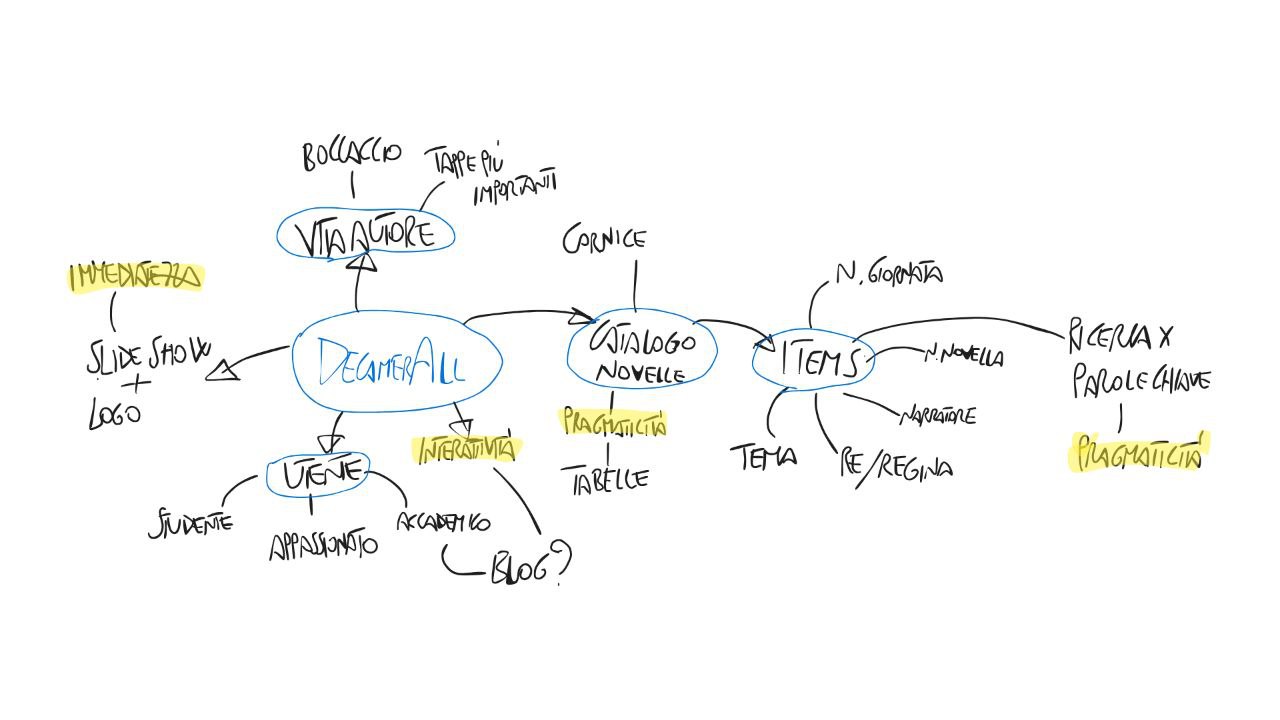 BOCCACCIO
TAPPE PIÙ
IMPORTANTI
VITA AUTORE
CORNICE
IMMEDIATEZZA
N. GIORNATA
SLIDE SHOW
+
LOGO
DECAMERALL
CATALOGO
NOVELLE
ITEMS
N. NOVELLA
RICERCA X
PAROLE CHIAVE
PRAGMATICITÀ
NARRATORE
INTERATIVITÀ
PRAGMATICITÀ
TEMA
RE/REGINA
UTENTE
TABELLE
STUDENTE
APPASSIONATO
ACCADEMICO
BLOG?